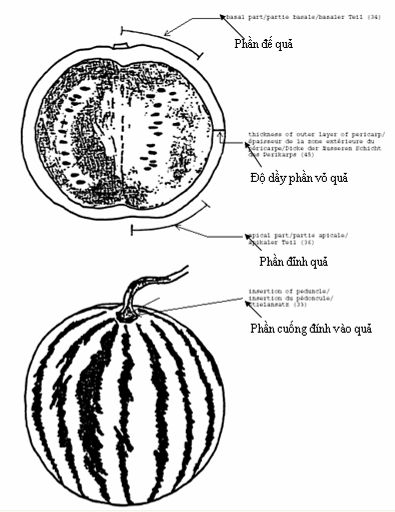 basal part/partie basale/basaler Teil (34)
Phần đế quả
thickness of outer layer of pericarp/
épaisseur de la zone extérieure du
péricarpe/Dicke der äusseren Schicht
des Perikarps (45)
Độ dầy phần vỏ quả
apical part/partie apicale/
apikaler Teil (36)
Phần đỉnh quả
insertion of peduncle/
insertion du pédoncule/
Stielansatz (35)
Phần cuống đính vào quả